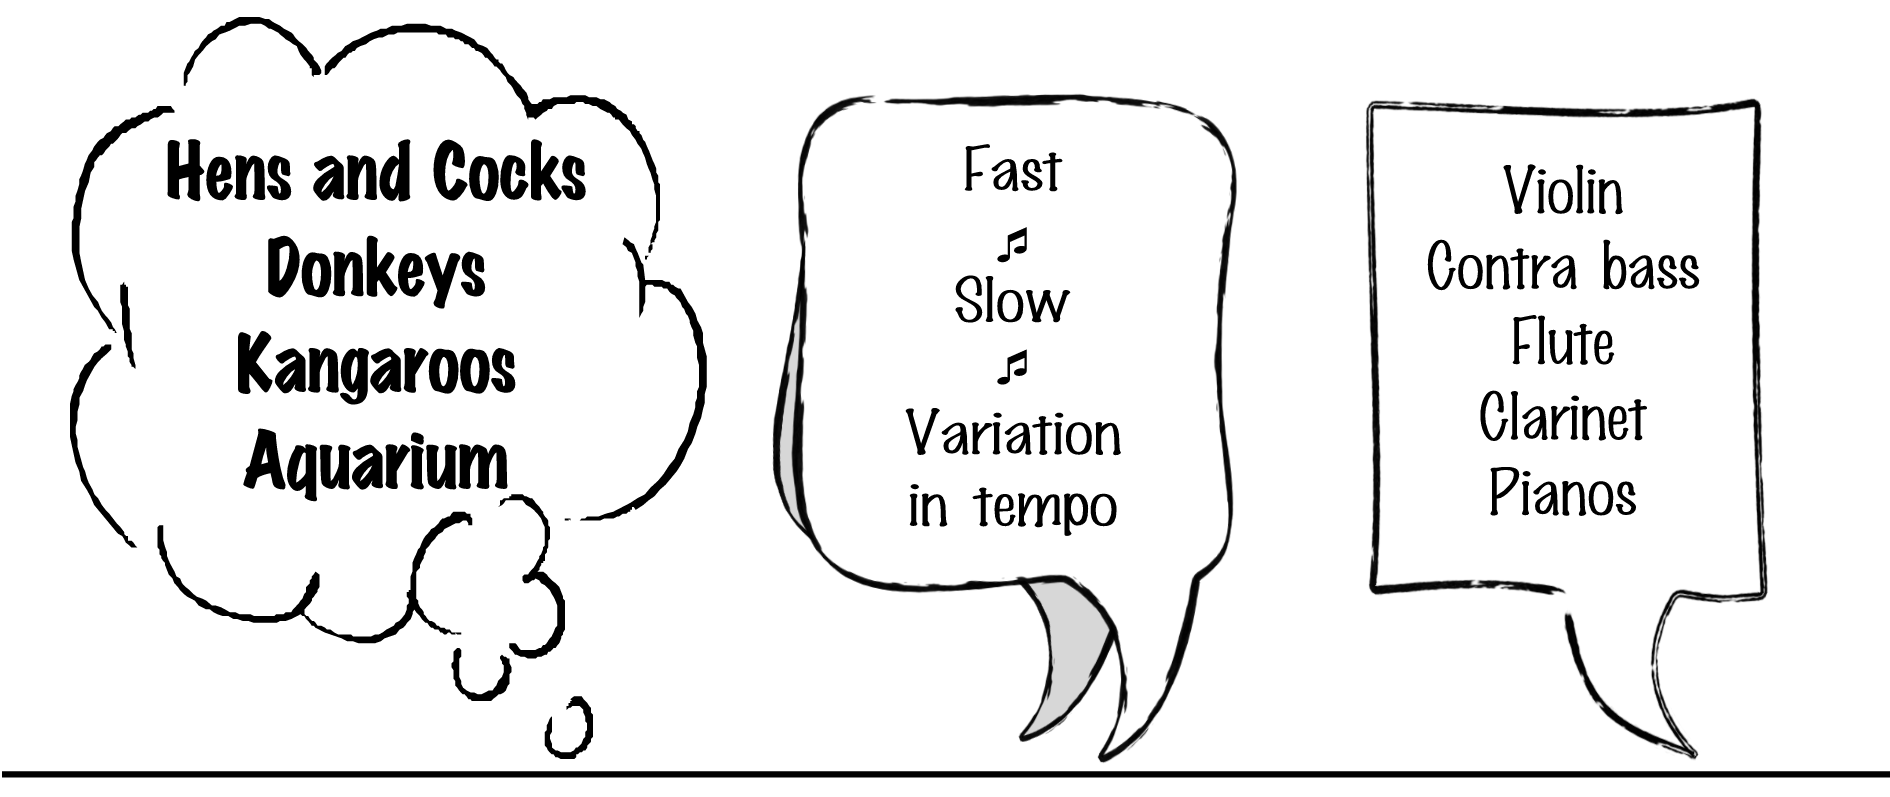 Hens and Cocks
Donkeys
Kangaroos
Aquarium
Fast
♫
Slow
♫
Variation
in tempo
Violin
Contra bass
Flute
Clarinet
Pianos